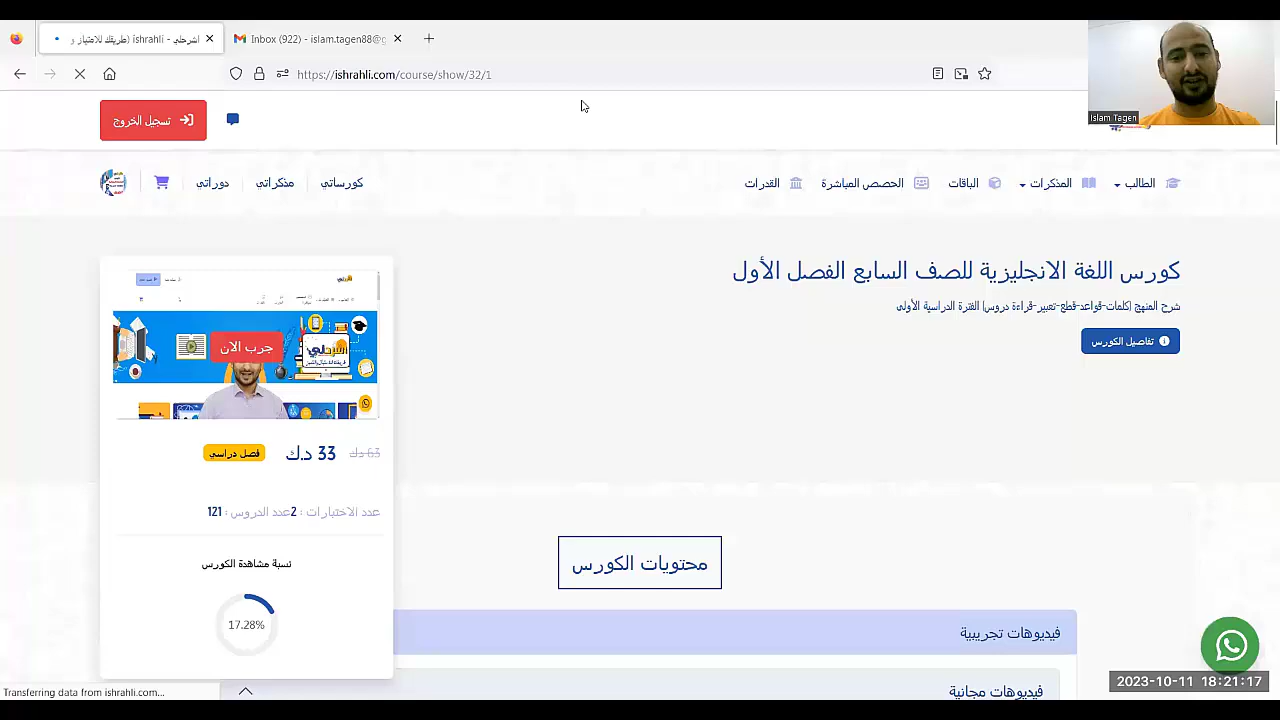 اشرحلي - ishrahli (طريقك للاعتبار و
Inbox (922) - islam.tagen88@g
https://ishrahli.com/course/show/32/1
Islam Tagen
تسجيل الخروج
الطالب
المذكرات
الباقات
الحصص المباشرة
القدرات
كورساتي
مذكراتي
دوراتي
كورس اللغة الانجليزية للصف السابع الفصل الأول
شرح المنهج (كلمات-قواعد-قطع-تعبير-قراءة دروس) الفترة الدراسية الأولى
تفاصيل الكورس
اشرحلي
جرب الان
63 دك
33 د.ك
فصل دراسي
عدد الاختبارات : 2
عدد الدروس : 121
نسبة مشاهدة الكورس
17.28%
محتويات الكورس
فيديوهات تجريبية
فيديوهات مجانية
Transferring data from ishrahli.com...
2023-10-11 18:21:17